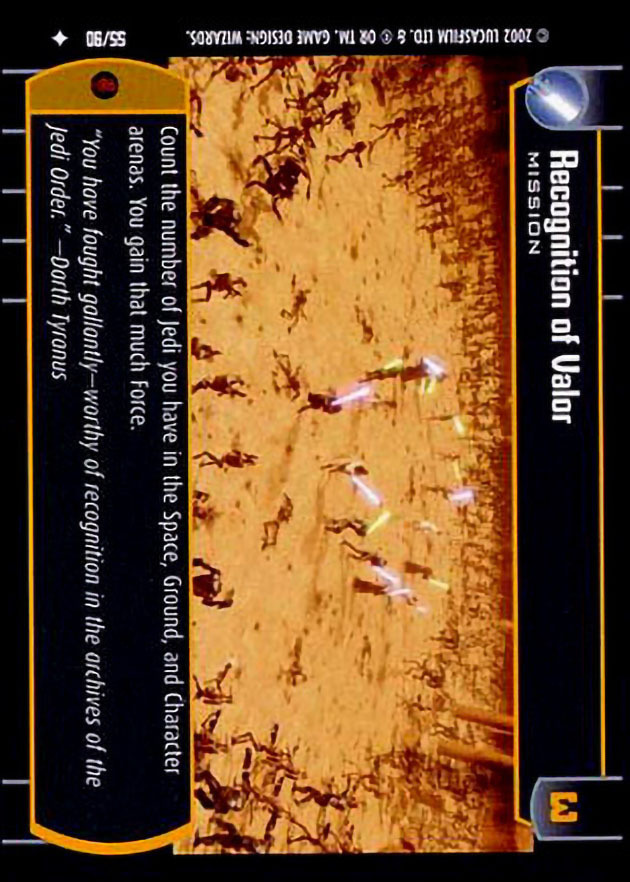 Recognition of Valor
MISSION
3
Count the number of Jedi you have in the Space, Ground, and Character
arenas. You gain that much Force.
"You have fought gallantly—worthy of recognition in the archives of the
Jedi Order." —Darth Tyranus
© 2002 LUCASFILM LTD. & ® OR TM. GAME DESIGN: WIZARDS.
55/90